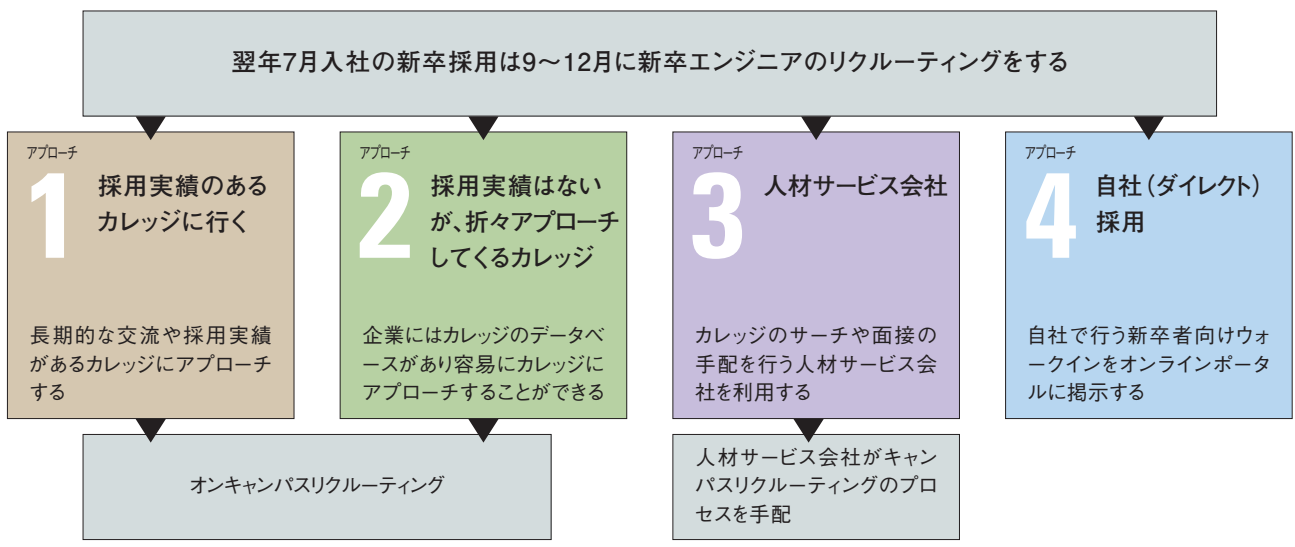 翌年7月入社の新卒採用は9〜12月に新卒エンジニアのリクルーティングをする
アプローチ
1
採用実績のある
カレッジに行く
長期的な交流や採用実績
があるカレッジにアプローチ
する
アプローチ
2
採用実績はない
が、折々アプローチ
してくるカレッジ
企業にはカレッジのデータベ
ースがあり容易にカレッジに
アプローチすることができる
アプローチ
3
人材サービス会社
カレッジのサーチや面接の
手配を行う人材サービス会
社を利用する
アプローチ
4
自社（ダイレクト）
採用
自社で行う新卒者向けウォ
ークインをオンラインポータ
ルに掲示する
オンキャンパスリクルーティング
人材サービス会社がキャン
パスリクルーティングのプロ
セスを手配